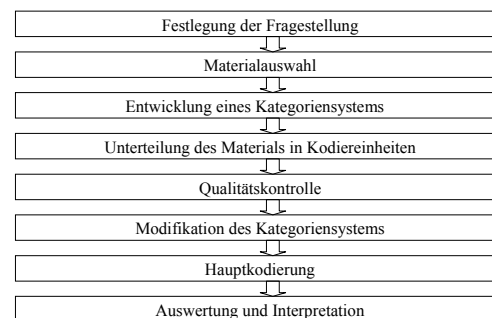 Festlegung der Fragestellung
Materialauswahl
Entwicklung eines Kategoriensystems
Unterteilung des Materials in Kodiereinheiten
Qualitätskontrolle
Modifikation des Kategoriensystems
Hauptkodierung
Auswertung und Interpretation